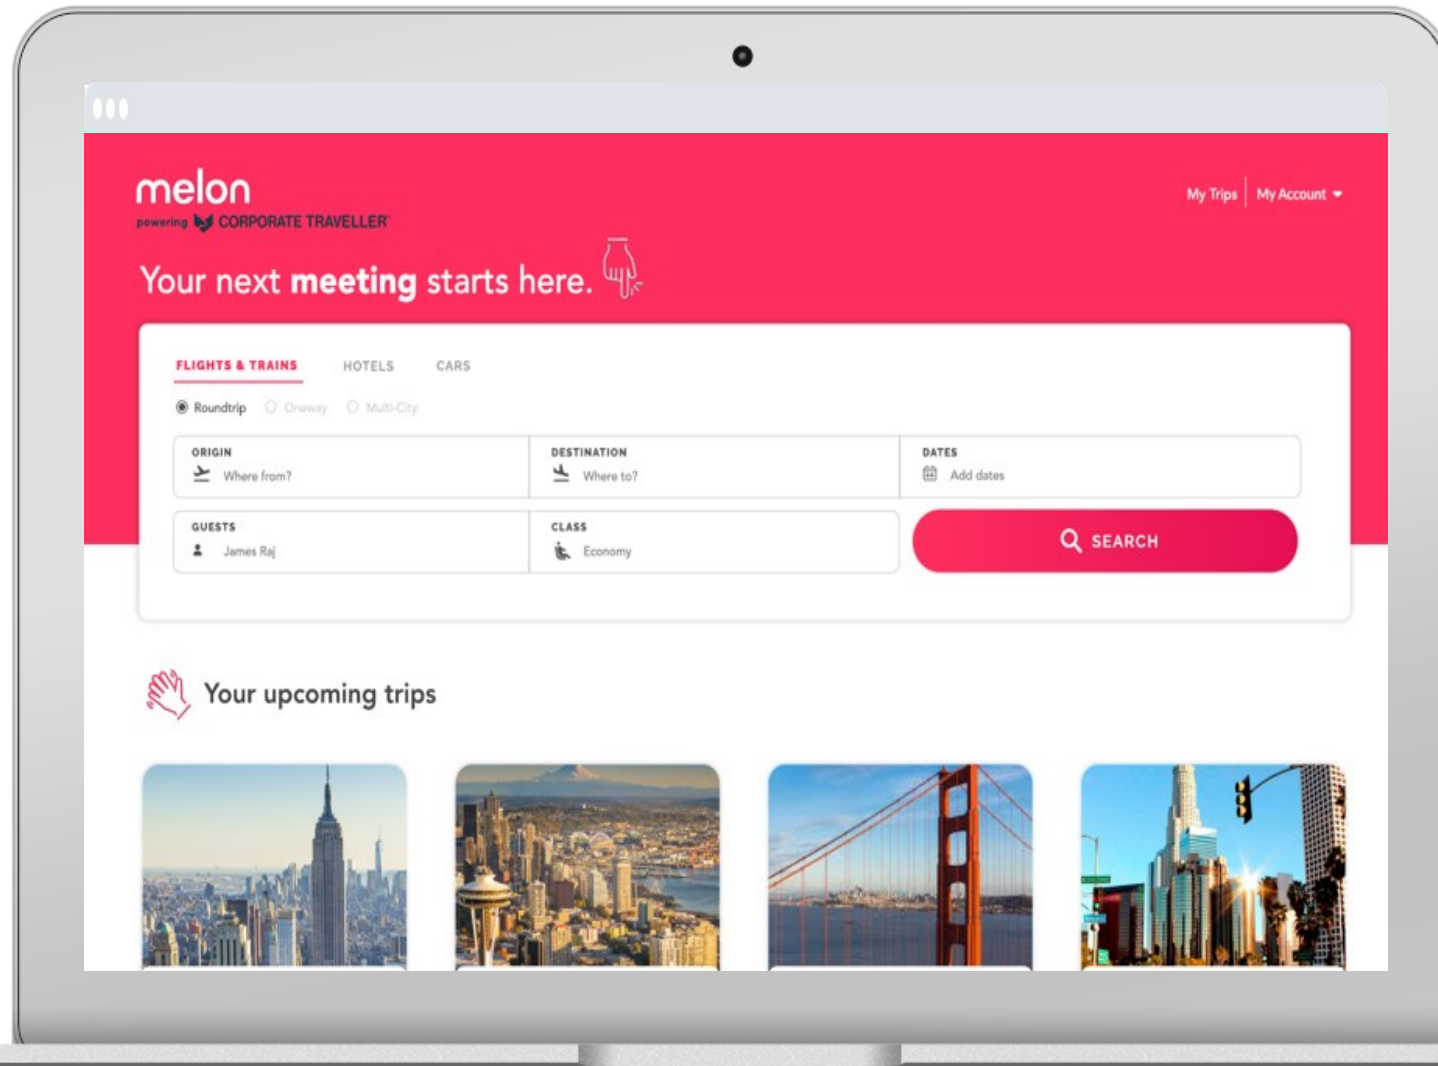 melon
powering CORPORATE TRAVELLER
My Trips
My Account
Your next meeting starts here.
FLIGHTS & TRAINS
HOTELS
CARS
Roundtrip
Oneway
Multi-City
ORIGIN
Where from?
DESTINATION
Where to?
DATES
Add dates
GUESTS
James Raj
CLASS
Economy
SEARCH
Your upcoming trips